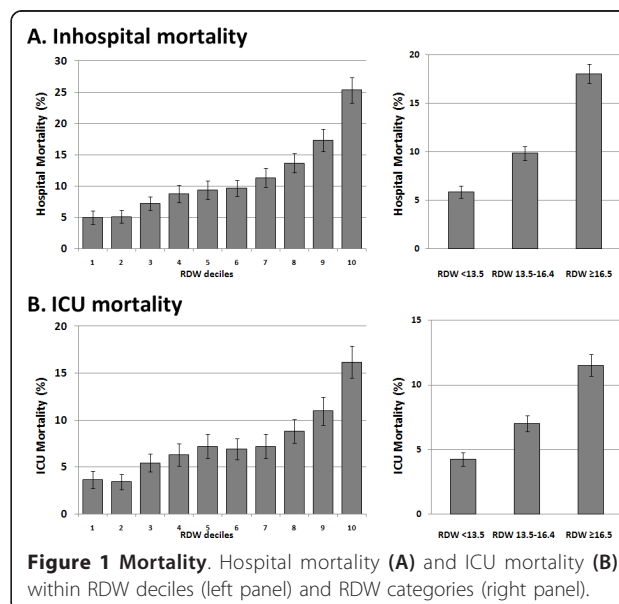 A. Inhospital mortality
Hospital Mortality (%)
30
25
20
15
10
5
0
1 2 3 4 5 6 7 8 9 10
RDW deciles
Hospital Mortality (%)
20
15
10
5
0
RDW <13.5 RDW 13.5-16.4 RDW ≥16.5
B. ICU mortality
ICU Mortality (%)
20
15
10
5
0
1 2 3 4 5 6 7 8 9 10
RDW deciles
ICU Mortality (%)
15
10
5
0
RDW <13.5 RDW 13.5-16.4 RDW ≥16.5
Figure 1 Mortality. Hospital mortality (A) and ICU mortality (B)
within RDW deciles (left panel) and RDW categories (right panel).